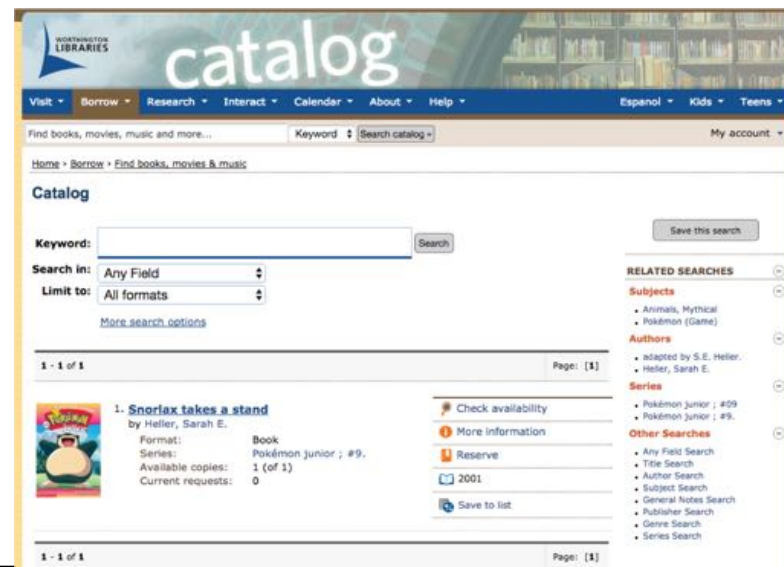 WORTHINGTON
LIBRARIES
catalog
Visit Borrow Research Interact Calendar About Help Espanol Kids Teens
Find books, movies, music and more... Keyword Search catalog » My account
Home › Borrow › Find books, movies & music
Catalog
Save this search
Keyword: Search
Search in: Any Field
Limit to: All formats
More search options
1 - 1 of 1 Page: [1]
1. Snorlax takes a stand
by Heller, Sarah E.
Format: Book
Series: Pokémon junior ; #9.
Available copies: 1 (of 1)
Current requests: 0
Check availability
More information
Reserve
2001
Save to list
1 - 1 of 1 Page: [1]
RELATED SEARCHES
Subjects
• Animals, Mythical
• Pokémon (Game)
Authors
• adapted by S.E. Heller.
• Heller, Sarah E.
Series
• Pokémon junior ; #09
• Pokémon junior ; #9.
Other Searches
• Any Field Search
• Title Search
• Author Search
• Subject Search
• General Notes Search
• Publisher Search
• Genre Search
• Series Search